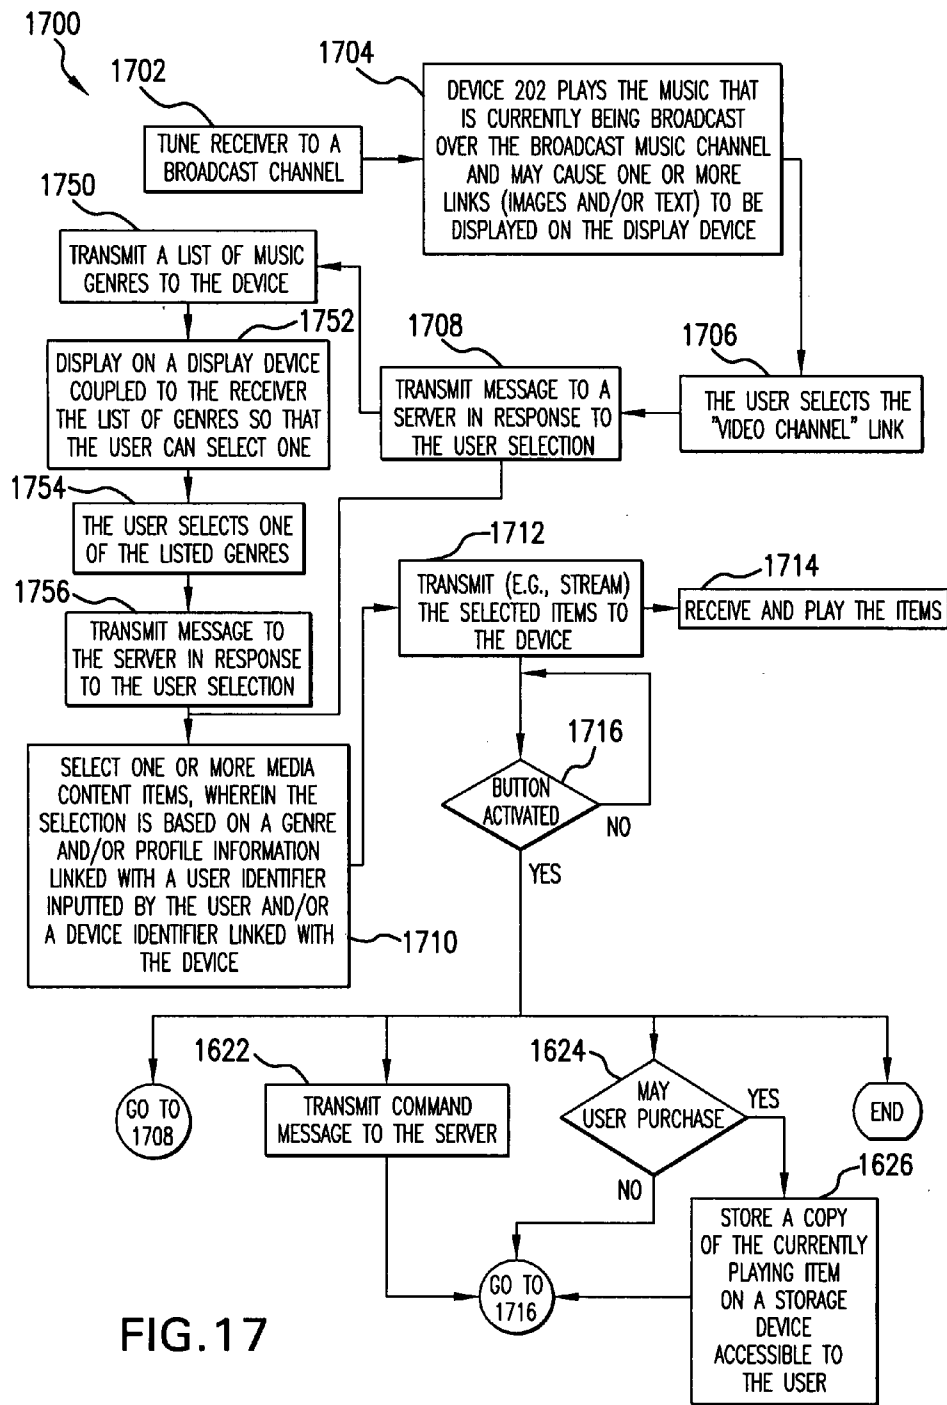 1700
1702
TUNE RECEIVER TO A
BROADCAST CHANNEL
1704
DEVICE 202 PLAYS THE MUSIC THAT
IS CURRENTLY BEING BROADCAST
OVER THE BROADCAST MUSIC CHANNEL
AND MAY CAUSE ONE OR MORE
LINKS (IMAGES AND/OR TEXT) TO BE
DISPLAYED ON THE DISPLAY DEVICE
1706
THE USER SELECTS THE
"VIDEO CHANNEL" LINK
1708
TRANSMIT MESSAGE TO A
SERVER IN RESPONSE TO
THE USER SELECTION
1750
TRANSMIT A LIST OF MUSIC
GENRES TO THE DEVICE
1752
DISPLAY ON A DISPLAY DEVICE
COUPLED TO THE RECEIVER
THE LIST OF GENRES SO THAT
THE USER CAN SELECT ONE
1754
THE USER SELECTS ONE
OF THE LISTED GENRES
1756
TRANSMIT MESSAGE TO
THE SERVER IN RESPONSE
TO THE USER SELECTION
SELECT ONE OR MORE MEDIA
CONTENT ITEMS, WHEREIN THE
SELECTION IS BASED ON A GENRE
AND/OR PROFILE INFORMATION
LINKED WITH A USER IDENTIFIER
INPUTTED BY THE USER AND/OR
A DEVICE IDENTIFIER LINKED WITH
THE DEVICE
1710
1712
TRANSMIT (E.G., STREAM)
THE SELECTED ITEMS TO
THE DEVICE
1714
RECEIVE AND PLAY THE ITEMS
1716
BUTTON
ACTIVATED
NO
YES
GO TO
1708
1622
TRANSMIT COMMAND
MESSAGE TO THE SERVER
1624
MAY
USER PURCHASE
YES
NO
END
1626
STORE A COPY
OF THE CURRENTLY
PLAYING ITEM
ON A STORAGE
DEVICE
ACCESSIBLE TO
THE USER
GO TO
1716
FIG.17